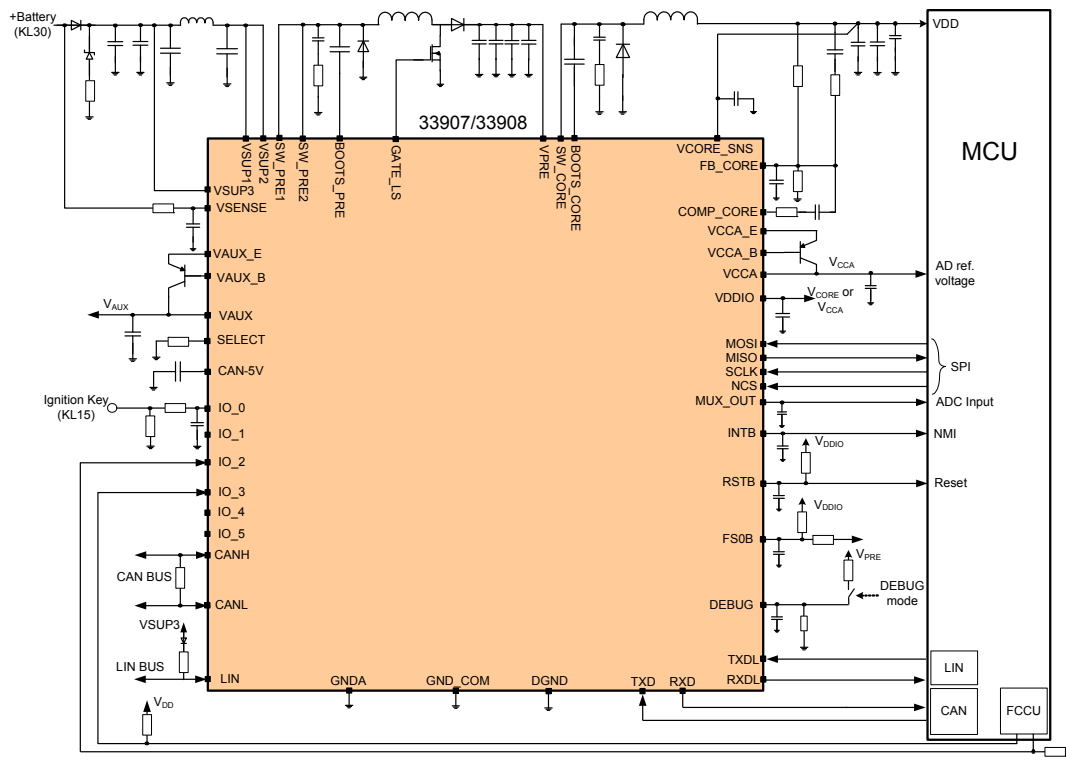 +Battery
(KL30)
VDD
33907/33908
MCU
VSUP1
VSUP2
SW_PRE1
SW_PRE2
BOOTS_PRE
GATE_LS
VPRE
SW_CORE
BOOTS_CORE
VCORE_SNS
FB_CORE
VSUP3
VSENSE
COMP_CORE
VCCA_E
VAUX_E
VCCA_B
VAUX_B
VCCA
VCCA
AD ref.
voltage
VAUX
VAUX
VDDIO
VCORE or
VCCA
SELECT
MOSI
MISO
SCLK
NCS
SPI
CAN-5V
Ignition Key
(KL15)
IO_0
MUX_OUT
ADC Input
IO_1
INTB
NMI
VDDIO
IO_2
RSTB
Reset
IO_3
VDDIO
IO_4
IO_5
FS0B
CANH
VPRE
CAN BUS
DEBUG
mode
CANL
DEBUG
VSUP3
LIN BUS
LIN
TXDL
RXDL
LIN
GNDA
GND_COM
DGND
TXD
RXD
VDD
CAN
FCCU